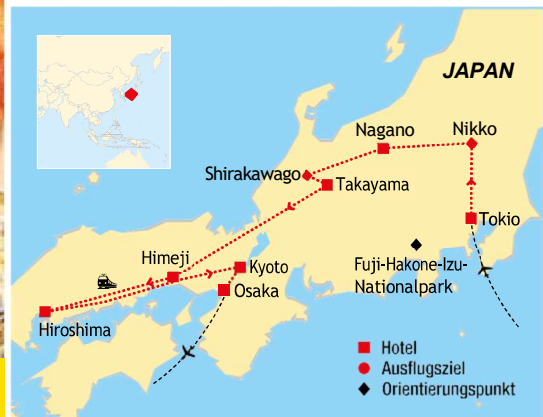 JAPAN
Nagano
Nikko
Shirakawago
Takayama
Tokio
Himeji
Kyoto
Fuji-Hakone-Izu-
Nationalpark
Osaka
Hiroshima
Hotel
Ausflugsziel
Orientierungspunkt